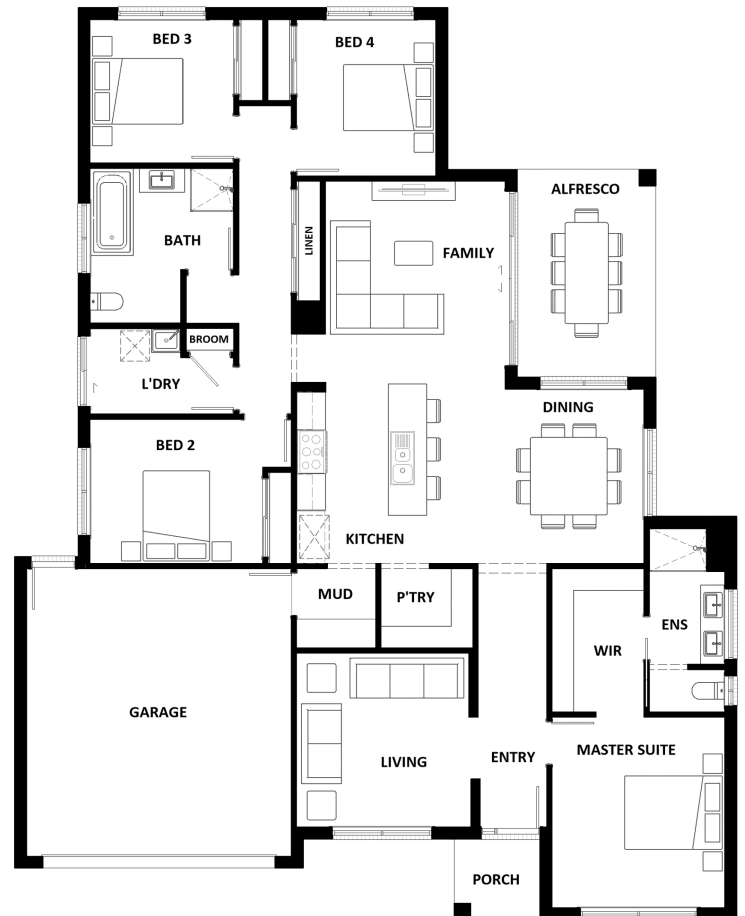 BED 3
BED 4
ALFRESCO
BATH
LINEN
FAMILY
BROOM
L'DRY
DINING
BED 2
KITCHEN
MUD
P'TRY
ENS
WIR
GARAGE
MASTER SUITE
LIVING
ENTRY
PORCH